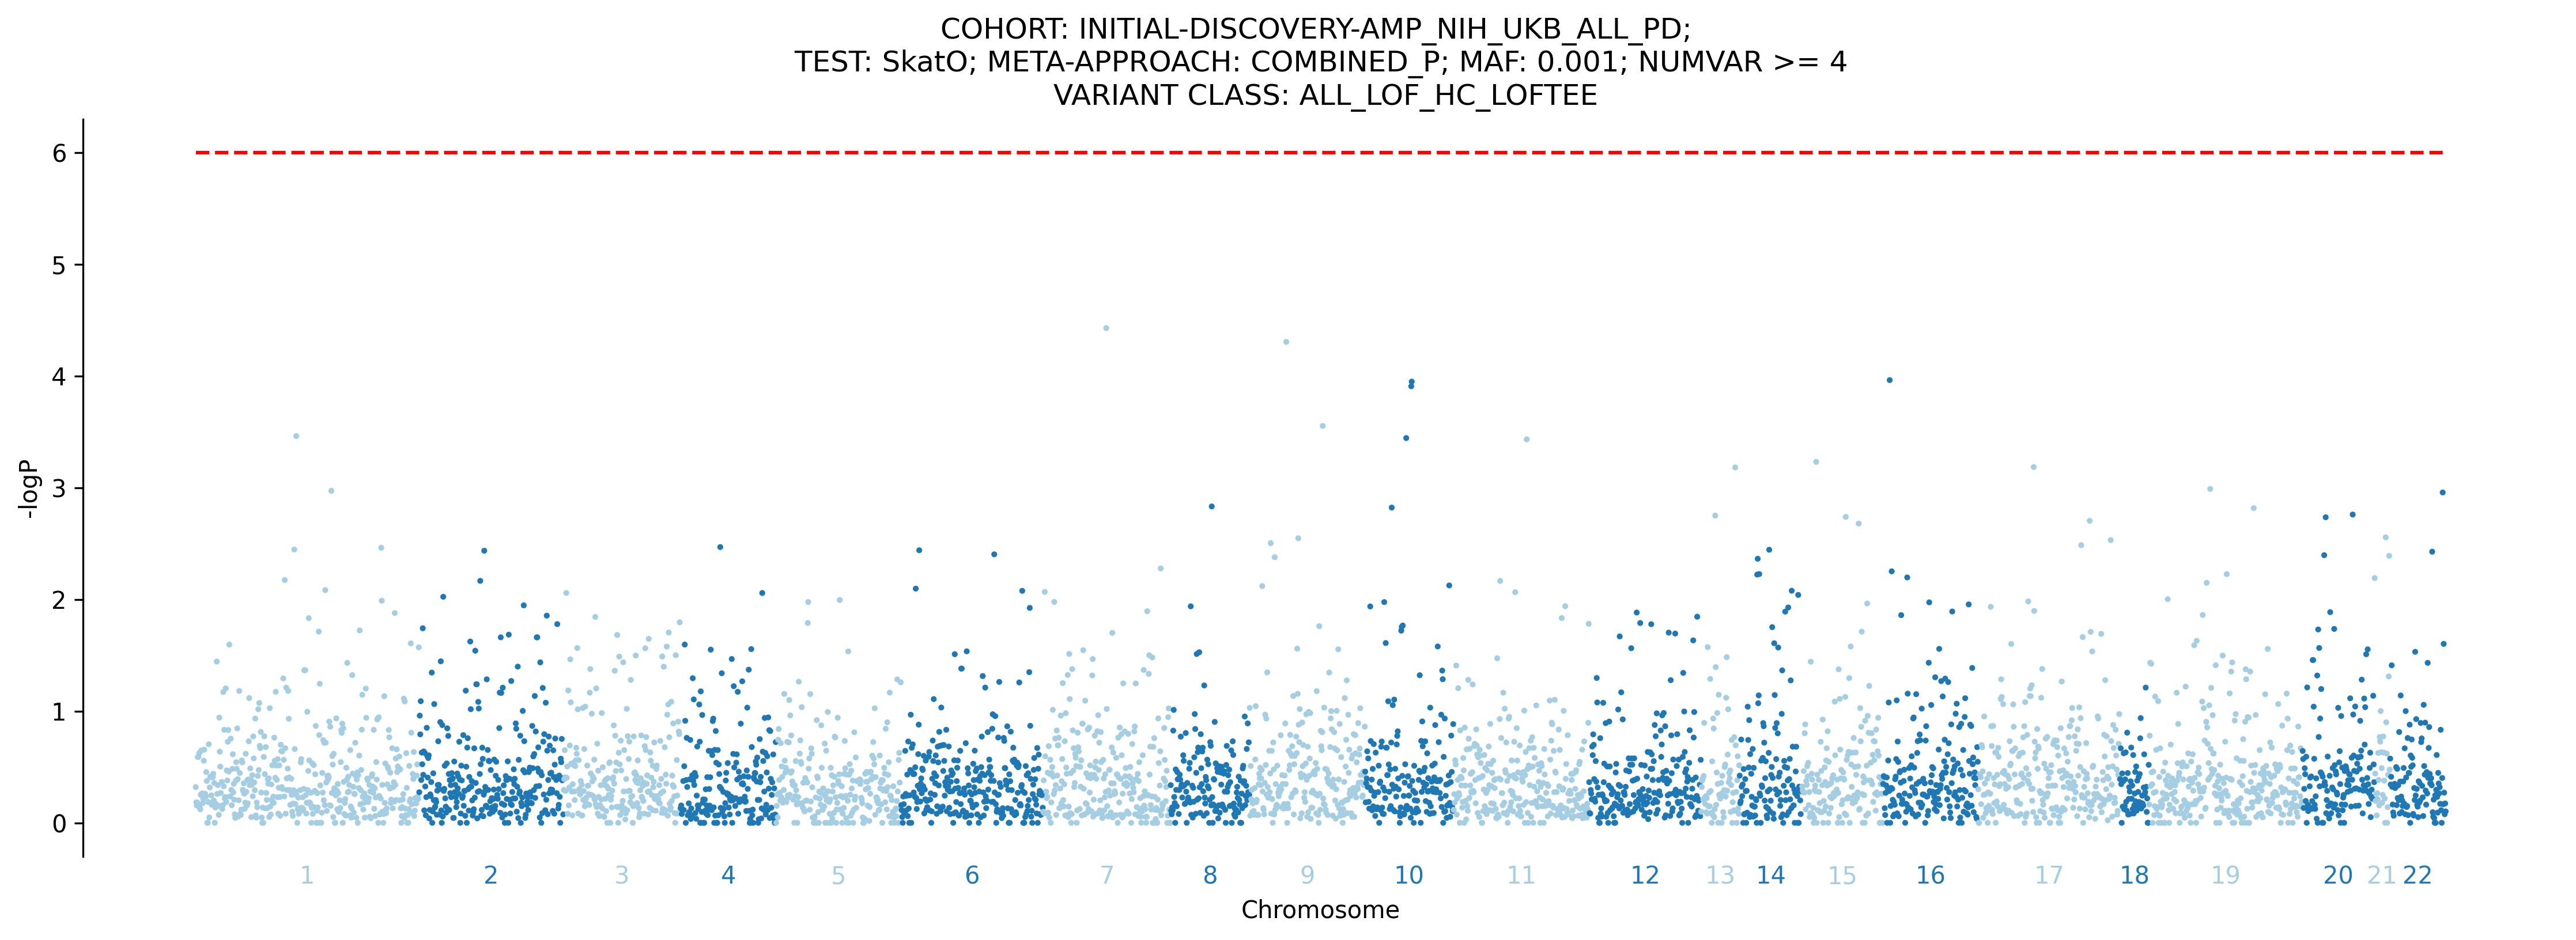 COHORT: INITIAL-DISCOVERY-AMP_NIH_UKB_ALL_PD;
TEST: SkatO; META-APPROACH: COMBINED_P; MAF: 0.001; NUMVAR >= 4
VARIANT CLASS: ALL_LOF_HC_LOFTEE
6
5
4
3
2
1
0
-logP
1 2 3 4 5 6 7 8 9 10 11 12 13 14 15 16 17 18 19 20 21 22
Chromosome